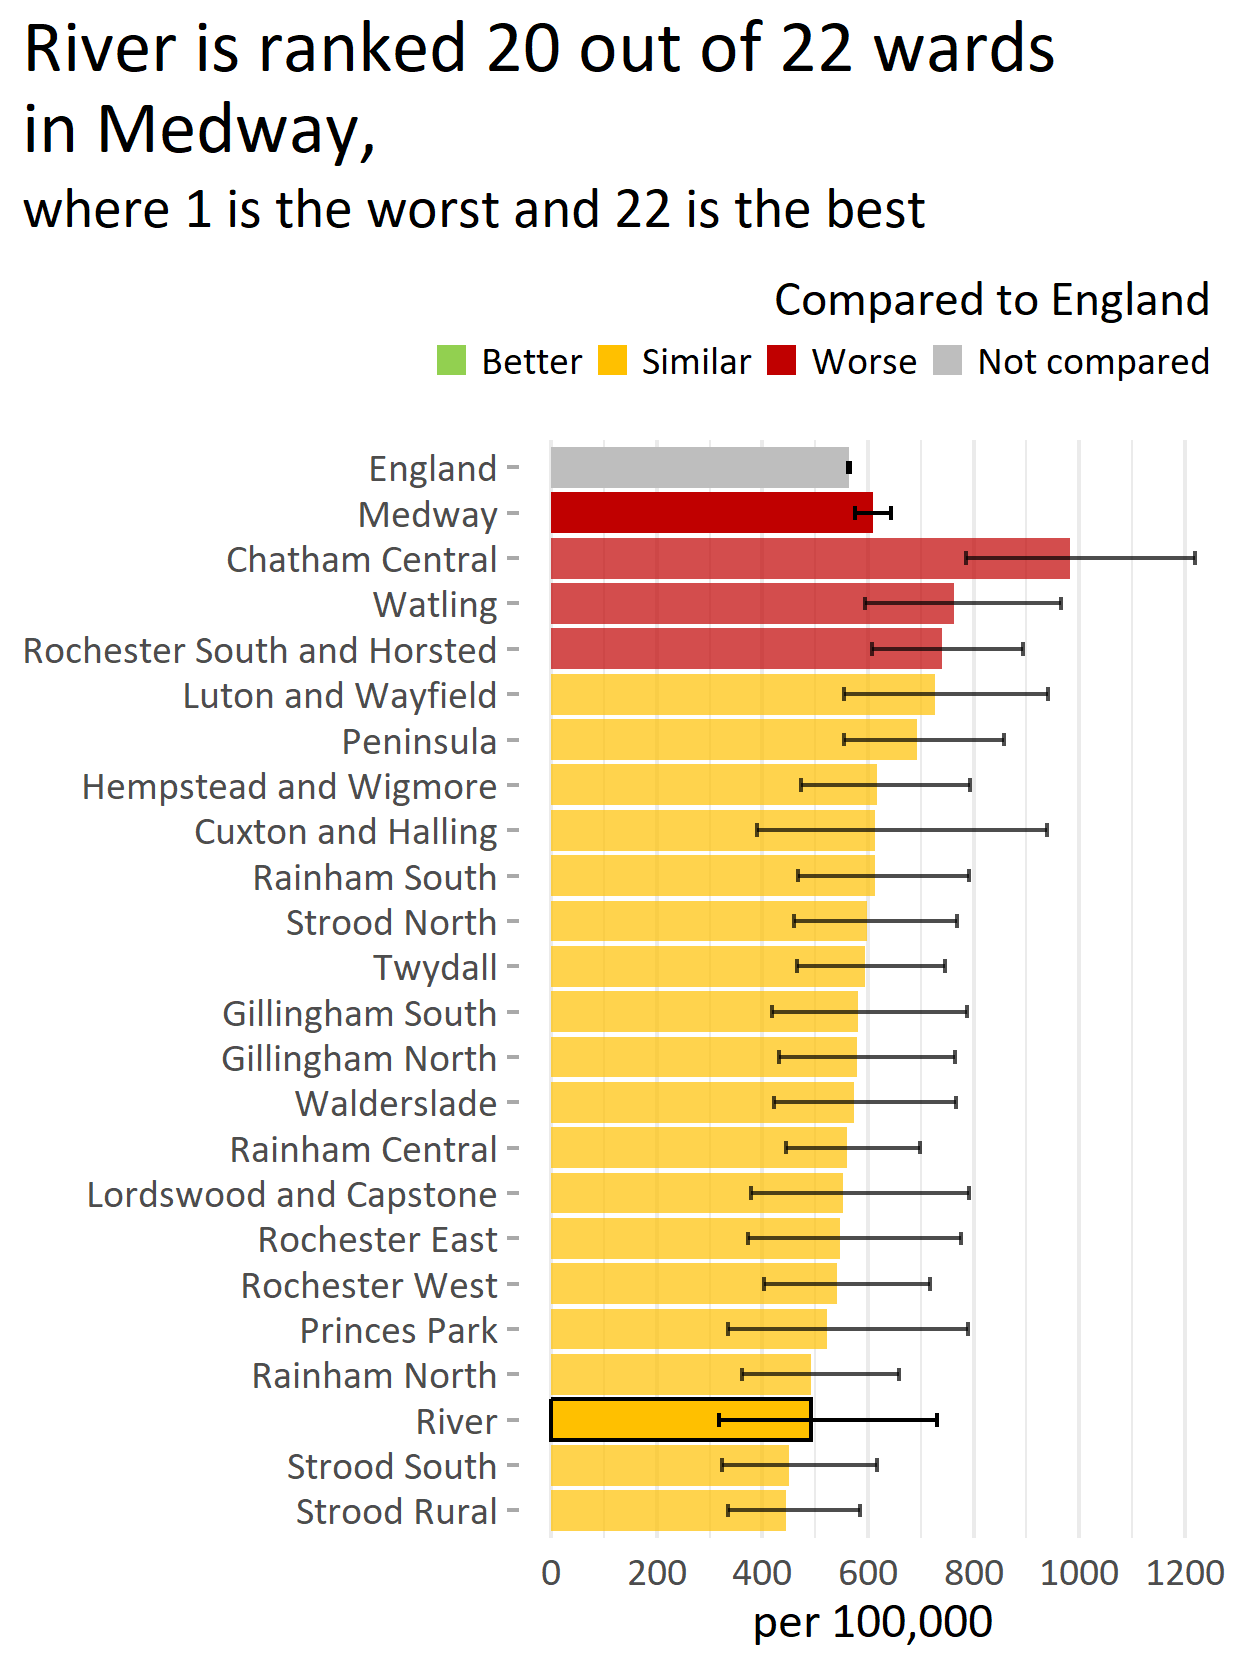 River is ranked 20 out of 22 wards
in Medway,
where 1 is the worst and 22 is the best
Compared to England
Better Similar Worse Not compared
England
Medway
Chatham Central
Watling
Rochester South and Horsted
Luton and Wayfield
Peninsula
Hempstead and Wigmore
Cuxton and Halling
Rainham South
Strood North
Twydall
Gillingham South
Gillingham North
Walderslade
Rainham Central
Lordswood and Capstone
Rochester East
Rochester West
Princes Park
Rainham North
River
Strood South
Strood Rural
0 200 400 600 800 1000 1200
per 100,000